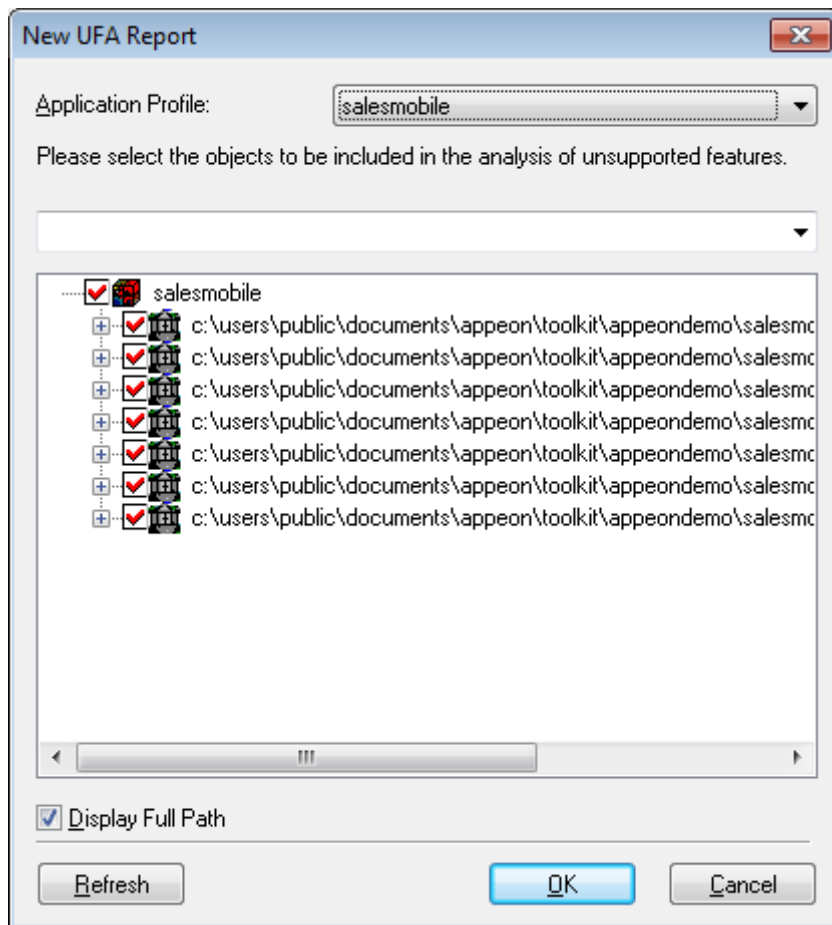 New UFA Report
Application Profile:
salesmobile
Please select the objects to be included in the analysis of unsupported features.
salesmobile
c:\users\public\documents\appeon\toolkit\appeondemo\salesmo
c:\users\public\documents\appeon\toolkit\appeondemo\salesmo
c:\users\public\documents\appeon\toolkit\appeondemo\salesmo
c:\users\public\documents\appeon\toolkit\appeondemo\salesmo
c:\users\public\documents\appeon\toolkit\appeondemo\salesmo
c:\users\public\documents\appeon\toolkit\appeondemo\salesmo
c:\users\public\documents\appeon\toolkit\appeondemo\salesmo
Display Full Path
Refresh OK Cancel